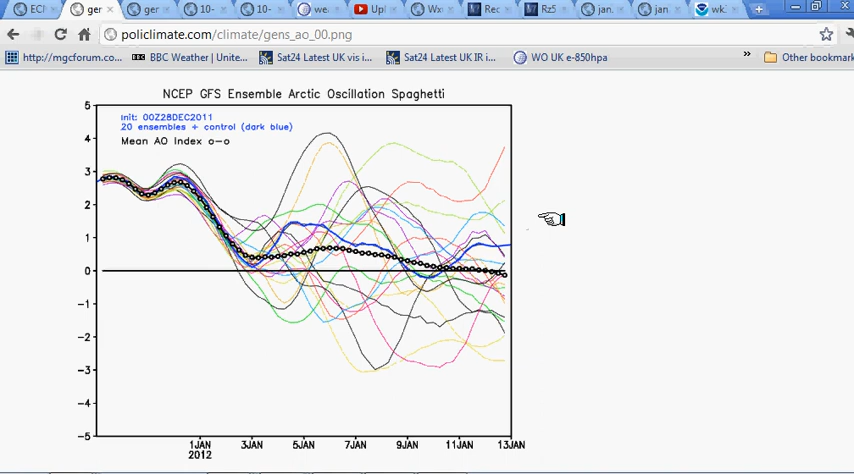 ECI ger ger 10- 10- wea Upl Wx Rec Rz5 jan. jan wk
policlimate.com/climate/gens_ao_00.png
http://mgcforum.co... BBC Weather | Unite... Sat24 Latest UK vis i... Sat24 Latest UK IR i... WO UK e-850hpa » Other bookmark
NCEP GFS Ensemble Arctic Oscillation Spaghetti
Init: 00Z28DEC2011
20 ensembles + control (dark blue)
Mean AO Index o—o
5
4
3
2
1
0
-1
-2
-3
-4
-5
1JAN 3JAN 5JAN 7JAN 9JAN 11JAN 13JAN
2012